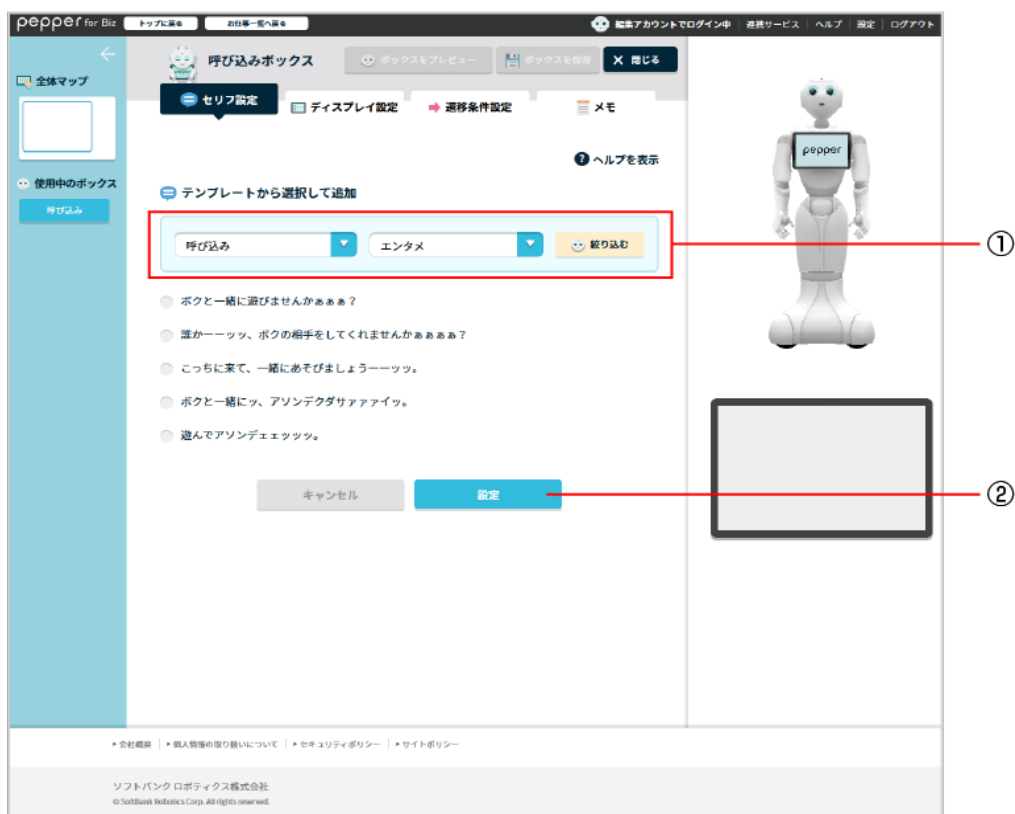 pepper for Biz トップに戻る お仕事一覧へ戻る 編集アカウントでログイン中 連携サービス ヘルプ 設定 ログアウト
呼び込みボックス ボックスをプレビュー ボックスを保存 × 閉じる
全体マップ
セリフ設定 ディスプレイ設定 遷移条件設定 メモ
pepper
? ヘルプを表示
使用中のボックス
テンプレートから選択して追加
呼び込み
呼び込み エンタメ 絞り込む
①
ボクと一緒に遊びませんかぁぁぁ？
誰かーーッッ、ボクの相手をしてくれませんかぁぁぁぁ？
こっちに来て、一緒にあそびましょうーーッッ。
ボクと一緒にッ、アソンデクダサァァァイッ。
遊んでアソンデェェッッッ。
キャンセル 設定
②
会社概要 個人情報の取り扱いについて セキュリティポリシー サイトポリシー
ソフトバンク ロボティクス株式会社
© SoftBank Robotics Corp. All rights reserved.